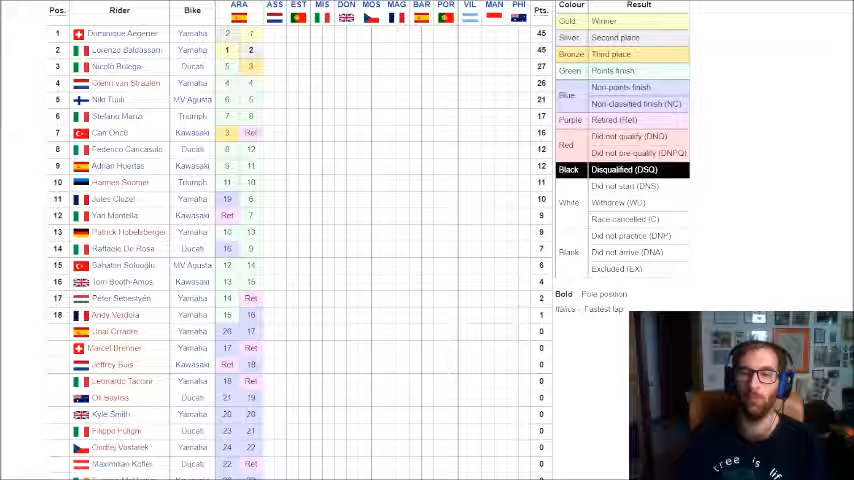 Pos. Rider Bike ARA ASS EST MIS DON MOS MAG BAR POR VIL MAN PHI Pts.
1 Dominique Aegerter Yamaha 2 1 45
2 Lorenzo Baldassarri Yamaha 1 2 45
3 Nicolò Bulega Ducati 5 3 27
4 Glenn van Straalen Yamaha 4 4 26
5 Niki Tuuli MV Agusta 6 5 21
6 Stefano Manzi Triumph 7 8 17
7 Can Öncü Kawasaki 3 Ret 16
8 Federico Caricasulo Ducati 8 12 12
9 Adrián Huertas Kawasaki 9 11 12
10 Hannes Soomer Triumph 11 10 11
11 Jules Cluzel Yamaha 19 6 10
12 Yari Montella Kawasaki Ret 7 9
13 Patrick Hobelsberger Yamaha 10 13 9
14 Raffaele De Rosa Ducati 16 9 7
15 Bahattin Sofuoğlu MV Agusta 12 14 6
16 Tom Booth-Amos Kawasaki 13 15 4
17 Péter Sebestyén Yamaha 14 Ret 2
18 Andy Verdoïa Yamaha 15 16 1
Unai Orradre Yamaha 26 17 0
Marcel Brenner Yamaha 17 Ret 0
Jeffrey Buis Kawasaki Ret 18 0
Leonardo Taccini Yamaha 18 Ret 0
Oli Bayliss Ducati 21 19 0
Kyle Smith Yamaha 20 20 0
Filippo Fuligni Ducati 23 21 0
Ondřej Vostatek Yamaha 24 22 0
Maximilian Kofler Ducati 22 Ret 0
Colour Result
Gold Winner
Silver Second place
Bronze Third place
Green Points finish
Blue Non-points finish
Non-classified finish (NC)
Purple Retired (Ret)
Red Did not qualify (DNQ)
Did not pre-qualify (DNPQ)
Black Disqualified (DSQ)
White Did not start (DNS)
Withdrew (WD)
Race cancelled (C)
Blank Did not practice (DNP)
Did not arrive (DNA)
Excluded (EX)
Bold Pole position
Italics Fastest lap